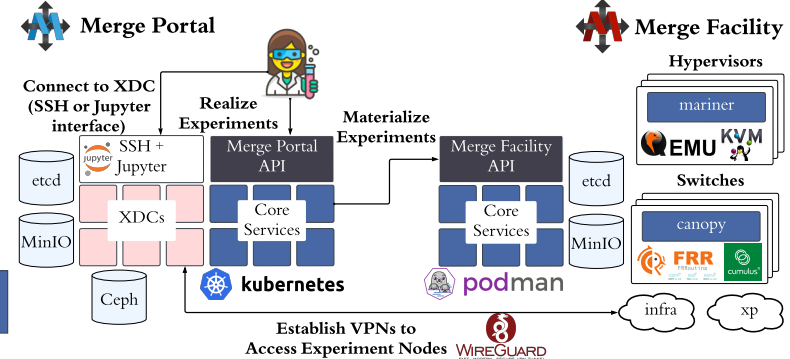 Merge Portal
Merge Facility
Connect to XDC
(SSH or Jupyter
interface)
Realize
Experiments
Materialize
Experiments
Hypervisors
mariner
QEMU
KVM
jupyter
SSH +
Jupyter
Merge Portal
API
Merge Facility
API
etcd
MinIO
XDCs
Core
Services
Core
Services
etcd
MinIO
Switches
canopy
FRR
FRRouting
cumulus
Ceph
kubernetes
podman
infra
xp
Establish VPNs to
Access Experiment Nodes
WIREGUARD